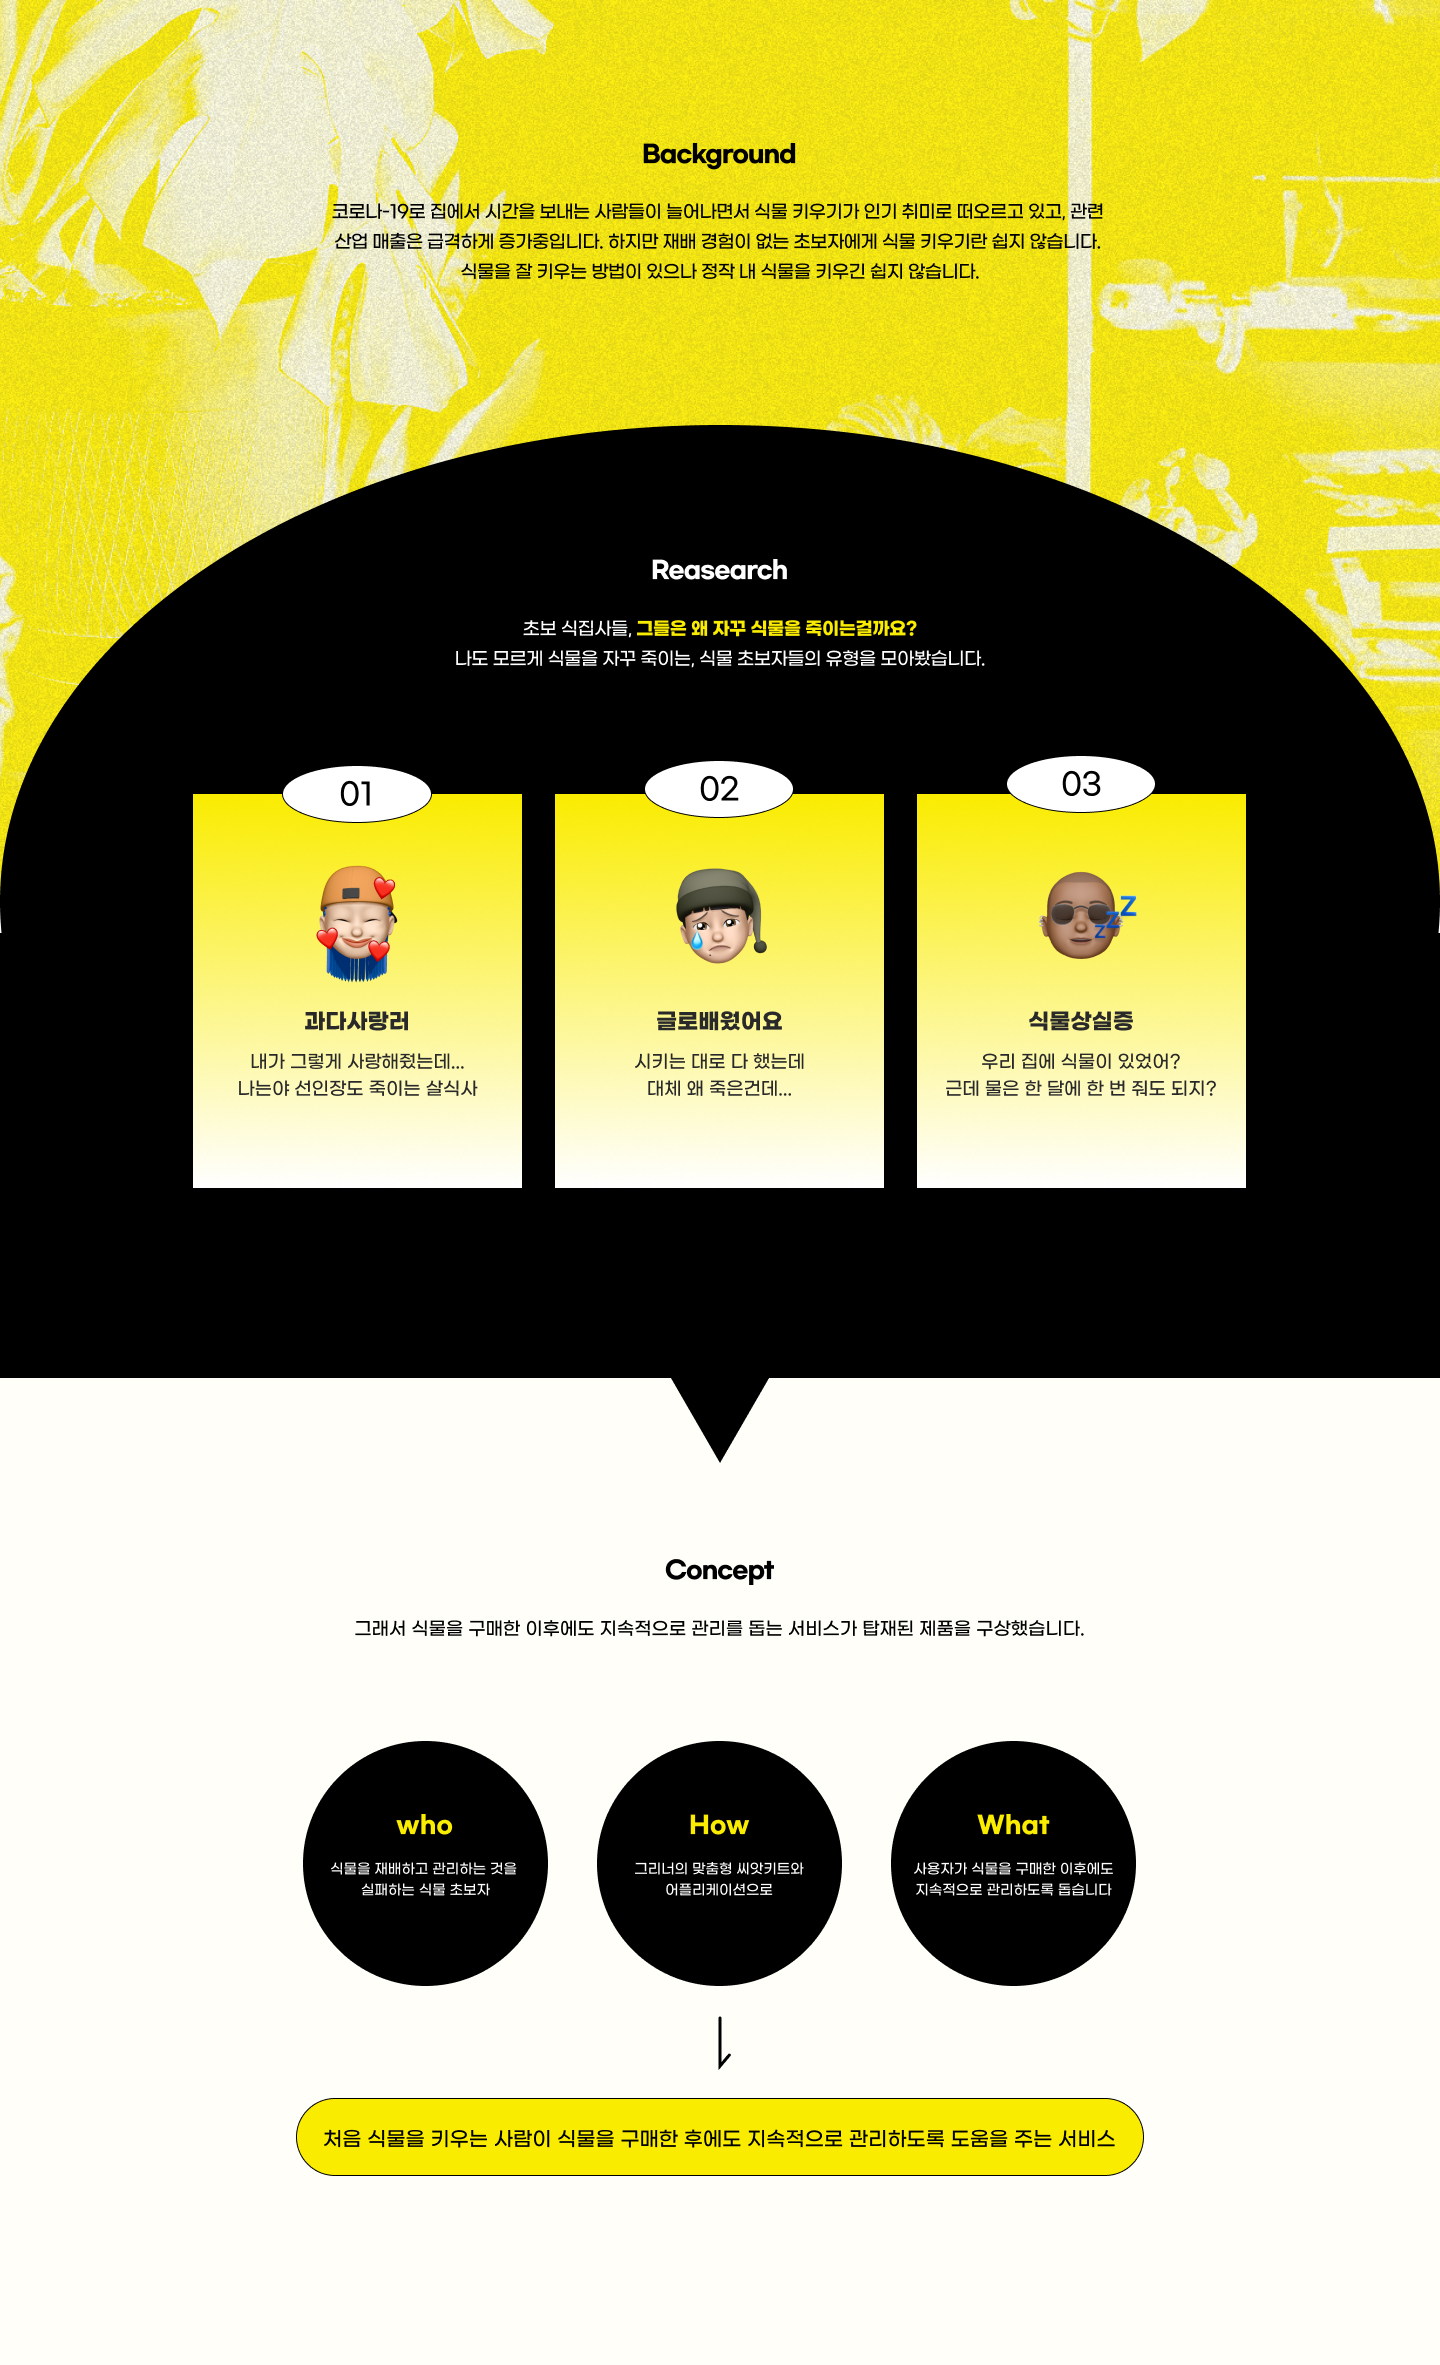 Background
코로나-19로 집에서 시간을 보내는 사람들이 늘어나면서 식물 키우기가 인기 취미로 떠오르고 있고, 관련
산업 매출은 급격하게 증가중입니다. 하지만 재배 경험이 없는 초보자에게 식물 키우기란 쉽지 않습니다.
식물을 잘 키우는 방법이 있으나 정작 내 식물을 키우긴 쉽지 않습니다.
Reasearch
초보 식집사들, 그들은 왜 자꾸 식물을 죽이는걸까요?
나도 모르게 식물을 자꾸 죽이는, 식물 초보자들의 유형을 모아봤습니다.
01
과다사랑러
내가 그렇게 사랑해줬는데...
나는야 선인장도 죽이는 살식사
02
글로배웠어요
시키는 대로 다 했는데
대체 왜 죽은건데...
03
zzZ
식물상실증
우리 집에 식물이 있었어?
근데 물은 한 달에 한 번 줘도 되지?
Concept
그래서 식물을 구매한 이후에도 지속적으로 관리를 돕는 서비스가 탑재된 제품을 구상했습니다.
who
식물을 재배하고 관리하는 것을
실패하는 식물 초보자
How
그리너의 맞춤형 씨앗키트와
어플리케이션으로
What
사용자가 식물을 구매한 이후에도
지속적으로 관리하도록 돕습니다
처음 식물을 키우는 사람이 식물을 구매한 후에도 지속적으로 관리하도록 도움을 주는 서비스